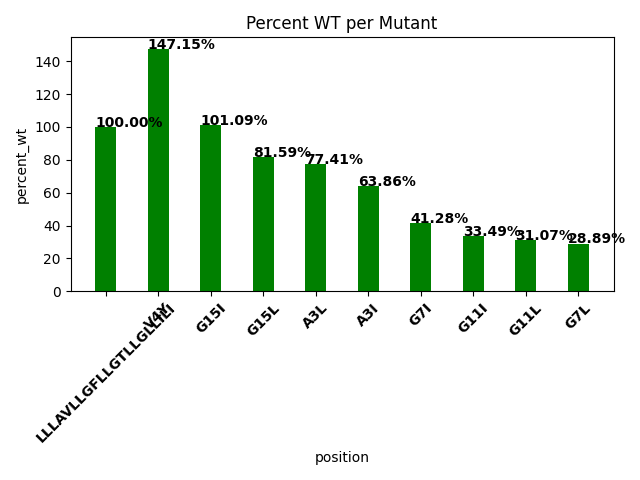 Percent WT per Mutant
percent_wt
140
120
100
80
60
40
20
0
100.00%
147.15%
101.09%
81.59%
77.41%
63.86%
41.28%
33.49%
31.07%
28.89%
LLLAVLLGFLLGTLLGLLILI
V4Y
G15I
G15L
A3L
A3I
G7I
G11I
G11L
G7L
position